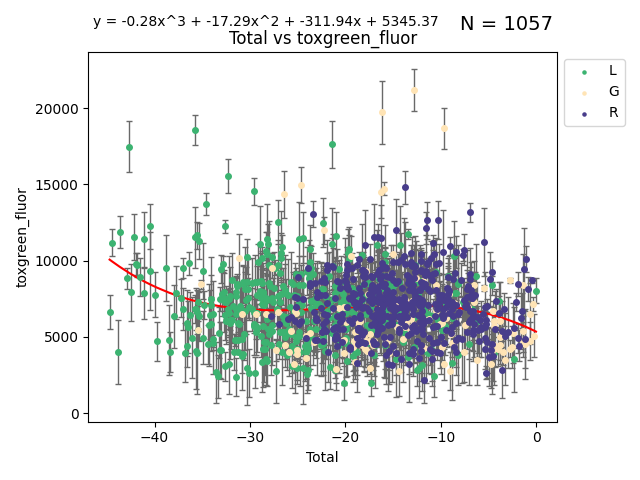 y = -0.28x^3 + -17.29x^2 + -311.94x + 5345.37
N = 1057
Total vs toxgreen_fluor
L
G
R
toxgreen_fluor
20000
15000
10000
5000
0
−40
−30
−20
−10
0
Total